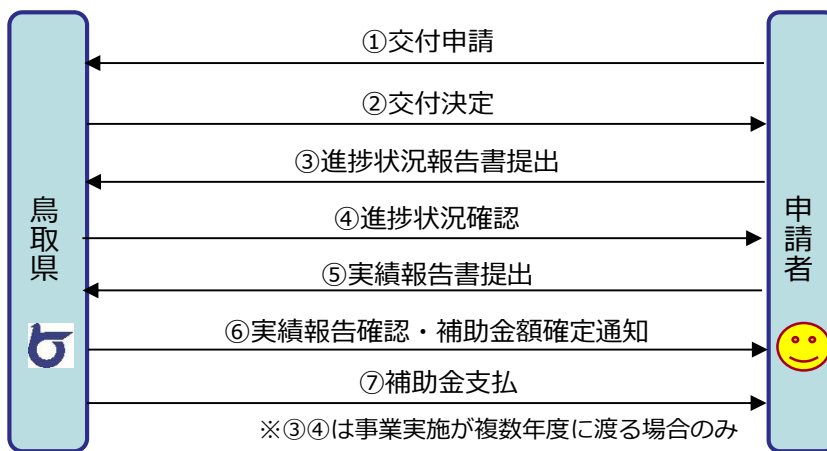 ①交付申請
②交付決定
③進捗状況報告書提出
④進捗状況確認
⑤実績報告書提出
⑥実績報告確認・補助金額確定通知
⑦補助金支払
※③④は事業実施が複数年度に渡る場合のみ
鳥取県
申請者